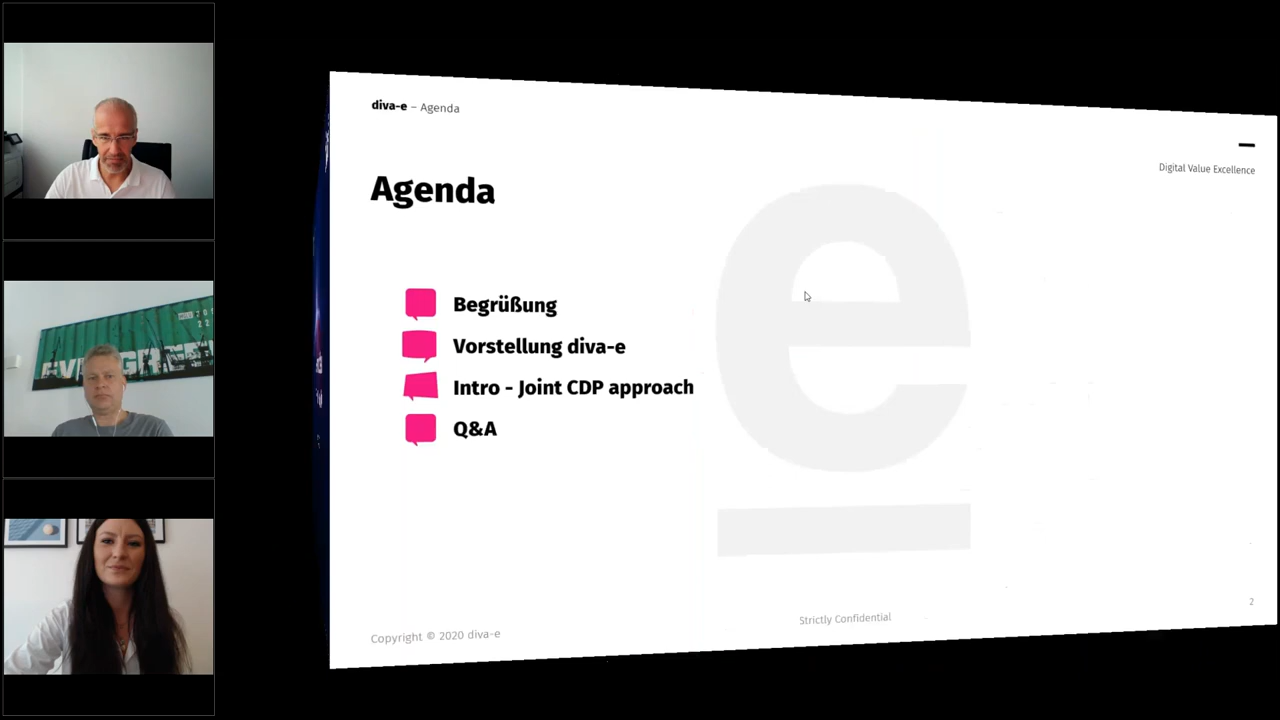 diva-e – Agenda
Digital Value Excellence
Agenda
Begrüßung
Vorstellung diva-e
Intro - Joint CDP approach
Q&A
Copyright © 2020 diva-e
Strictly Confidential
2